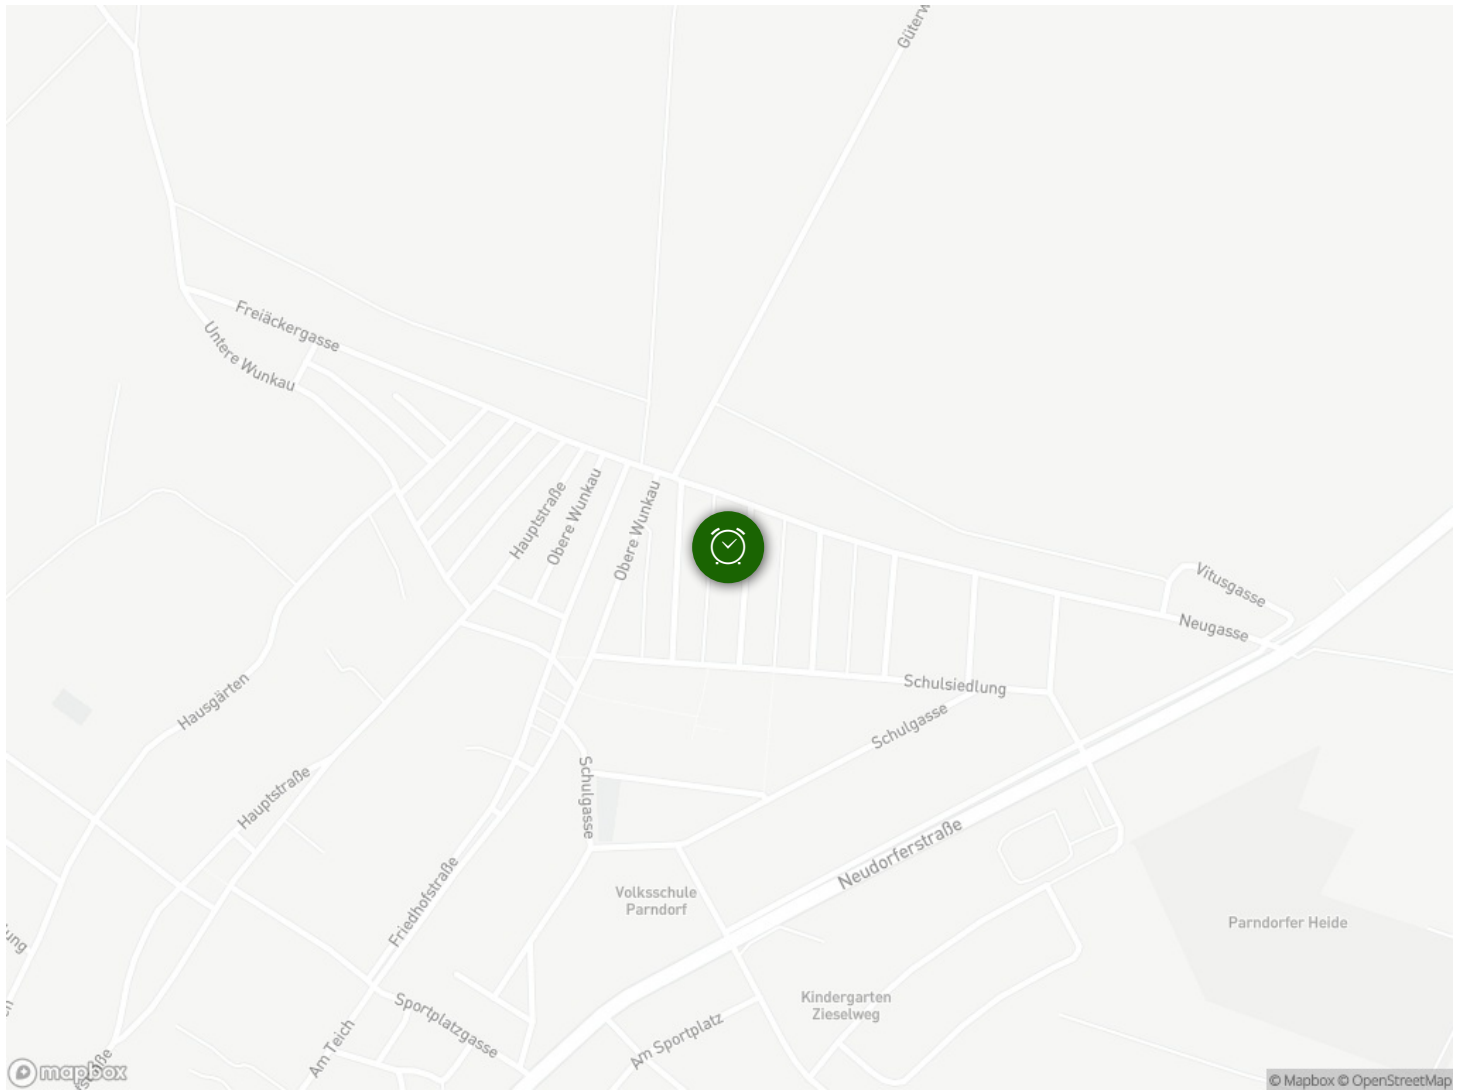 Güterw
Freiäckergasse
Untere Wunkau
Hauptstraße
Obere Wunkau
Obere Wunkau
Vitusgasse
Neugasse
Schulsiedlung
Schulgasse
Hausgärten
Hauptstraße
Schulgasse
Neudorferstraße
Friedhofstraße
Volksschule
Parndorf
Parndorfer Heide
Kindergarten
Zieselweg
Sportplatzgasse
Am Sportplatz
Am Teich
mapbox
© Mapbox © OpenStreetMap